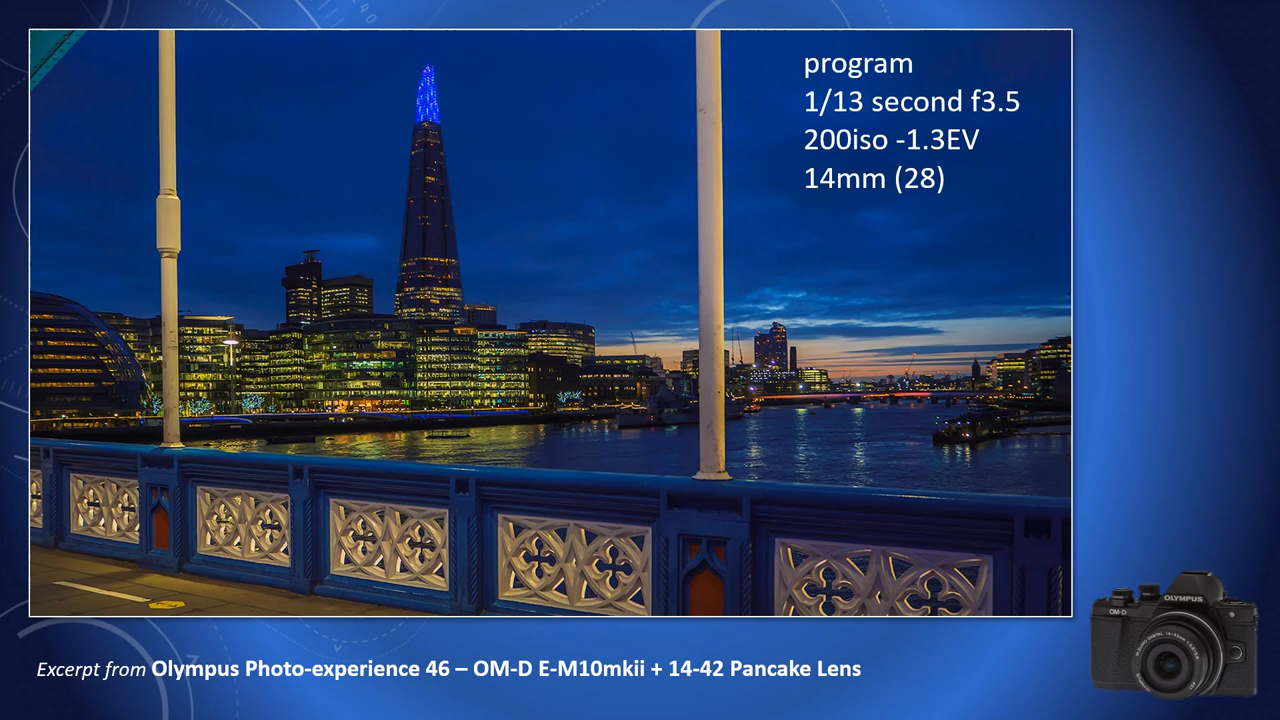 program
1/13 second f3.5
200iso -1.3EV
14mm (28)
Excerpt from Olympus Photo-experience 46 – OM-D E-M10mkii + 14-42 Pancake Lens
OLYMPUS
OM-D